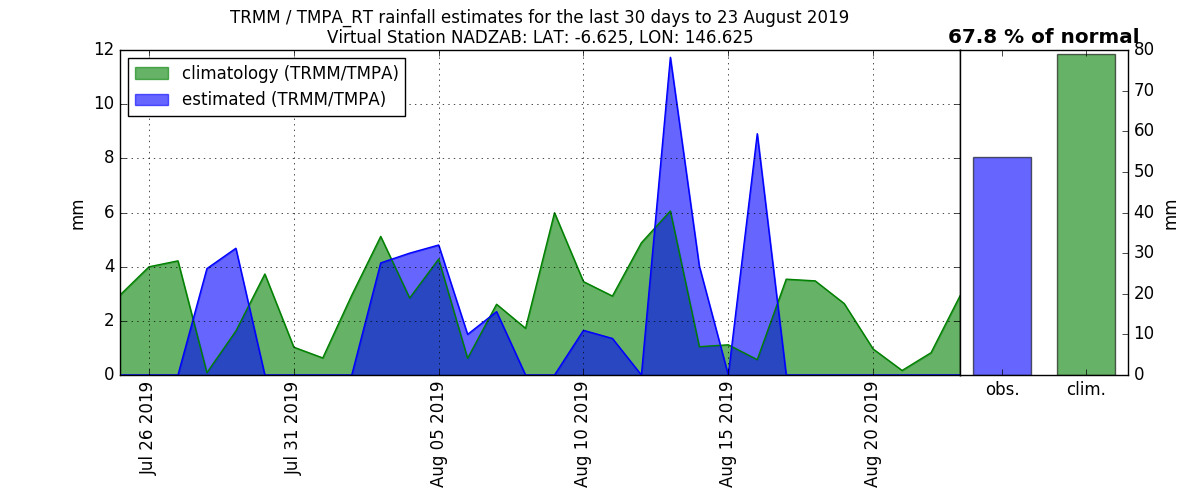 TRMM / TMPA_RT rainfall estimates for the last 30 days to 23 August 2019
Virtual Station NADZAB: LAT: -6.625, LON: 146.625
67.8 % of normal
climatology (TRMM/TMPA)
estimated (TRMM/TMPA)
12
10
8
6
4
2
0
mm
Jul 26 2019
Jul 31 2019
Aug 05 2019
Aug 10 2019
Aug 15 2019
Aug 20 2019
obs.
clim.
80
70
60
50
40
30
20
10
0
mm